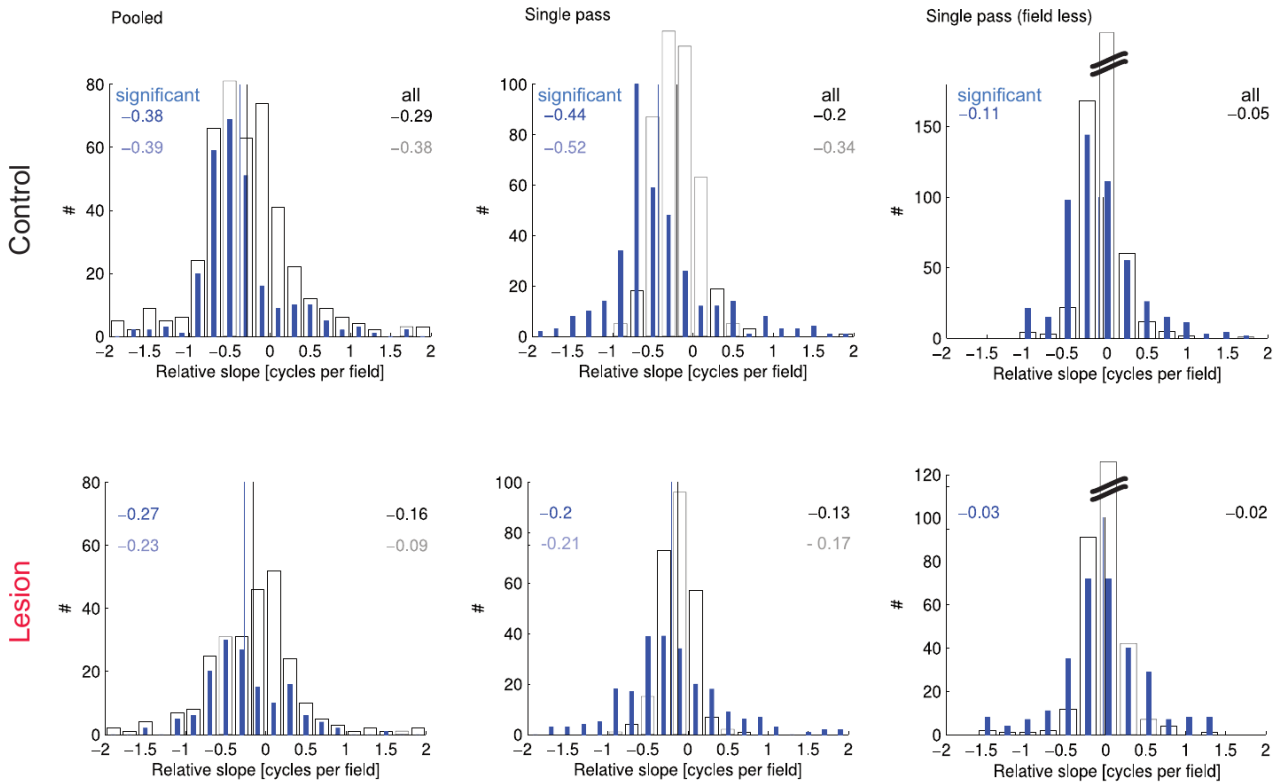 Pooled
Single pass
Single pass (field less)
Control
80
60
40
20
0
#
significant
−0.38
−0.39
all
−0.29
−0.38
−2 −1.5 −1 −0.5 0 0.5 1 1.5 2
Relative slope [cycles per field]
100
80
60
40
20
0
#
significant
−0.44
−0.52
all
−0.2
−0.34
−2 −1.5 −1 −0.5 0 0.5 1 1.5 2
Relative slope [cycles per field]
150
100
50
0
#
significant
−0.11
all
−0.05
−2 −1.5 −1 −0.5 0 0.5 1 1.5 2
Relative slope [cycles per field]
Lesion
80
60
40
20
0
#
−0.27
−0.23
−0.16
−0.09
−2 −1.5 −1 −0.5 0 0.5 1 1.5 2
Relative slope [cycles per field]
100
80
60
40
20
0
#
−0.2
-0.21
−0.13
- 0.17
−2 −1.5 −1 −0.5 0 0.5 1 1.5 2
Relative slope [cycles per field]
120
100
80
60
40
20
0
#
−0.03
−0.02
−2 −1.5 −1 −0.5 0 0.5 1 1.5 2
Relative slope [cycles per field]